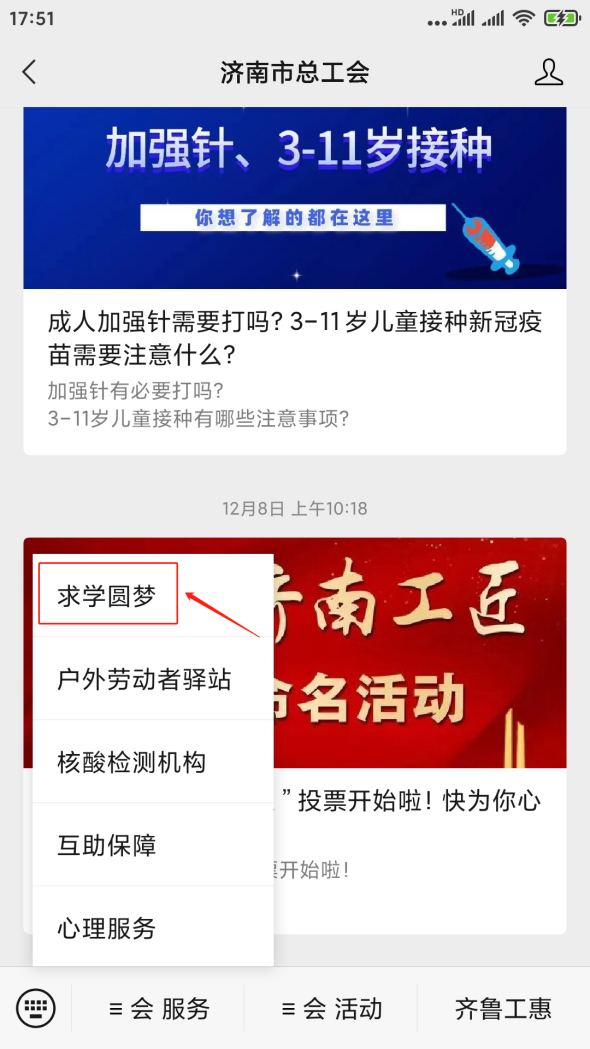 17:51
HD
济南市总工会
加强针、3-11岁接种
你想了解的都在这里
成人加强针需要打吗? 3-11岁儿童接种新冠疫
苗需要注意什么?
加强针有必要打吗?
3-11岁儿童接种有哪些注意事项?
12月8日 上午10:18
求学圆梦
户外劳动者驿站
核酸检测机构
互助保障
心理服务
济南工匠
命名活动
”投票开始啦! 快为你心
票开始啦!
≡ 会 服务
≡ 会 活动
齐鲁工惠